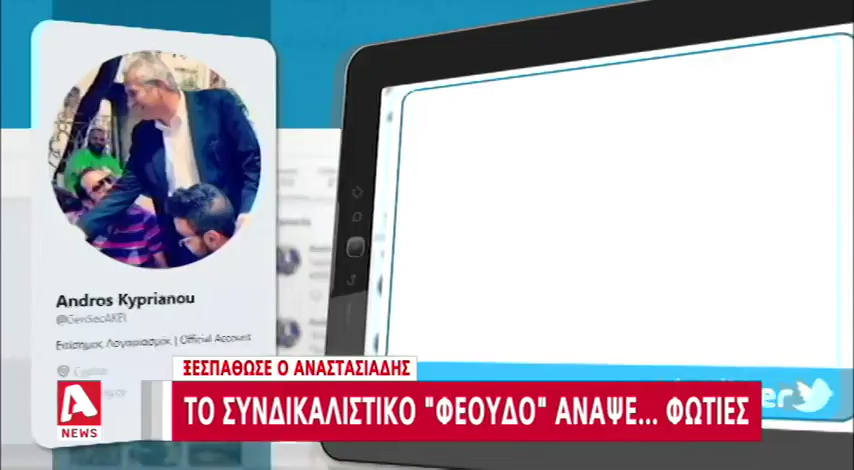 Andros Kyprianou
@GenSecAKEL
Επίσημος Λογαριασμός | Official Account
Cyprus
ΞΕΣΠΑΘΩΣΕ Ο ΑΝΑΣΤΑΣΙΑΔΗΣ
ΤΟ ΣΥΝΔΙΚΑΛΙΣΤΙΚΟ "ΦΕΟΥΔΟ" ΑΝΑΨΕ... ΦΩΤΙΕΣ
A
NEWS